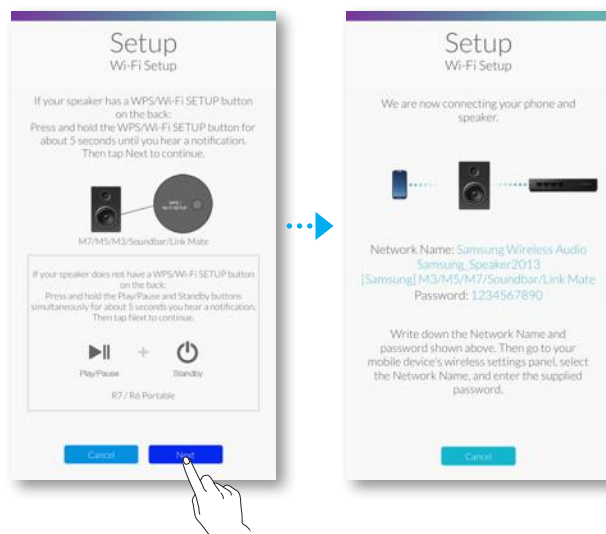 Setup
Wi-Fi Setup
If your speaker has a WPS/Wi-Fi SETUP button
on the back:
Press and hold the WPS/Wi-Fi SETUP button for
about 5 seconds until you hear a notification.
Then tap Next to continue.
WPS /
Wi-Fi SETUP
M7/M5/M3/Soundbar/Link Mate
If your speaker does not have a WPS/Wi-Fi SETUP button
on the back:
Press and hold the Play/Pause and Standby buttons
simultaneously for about 5 seconds you hear a notification.
Then tap Next to continue.
+
Play/Pause
Standby
R7 / R6 Portable
Cancel
Next
Setup
Wi-Fi Setup
We are now connecting your phone and
speaker.
Network Name: Samsung Wireless Audio
Samsung_Speaker2013
[Samsung] M3/M5/M7/Soundbar/Link Mate
Password: 1234567890
Write down the Network Name and
password shown above. Then go to your
mobile device's wireless settings panel, select
the Network Name, and enter the supplied
password.
Cancel